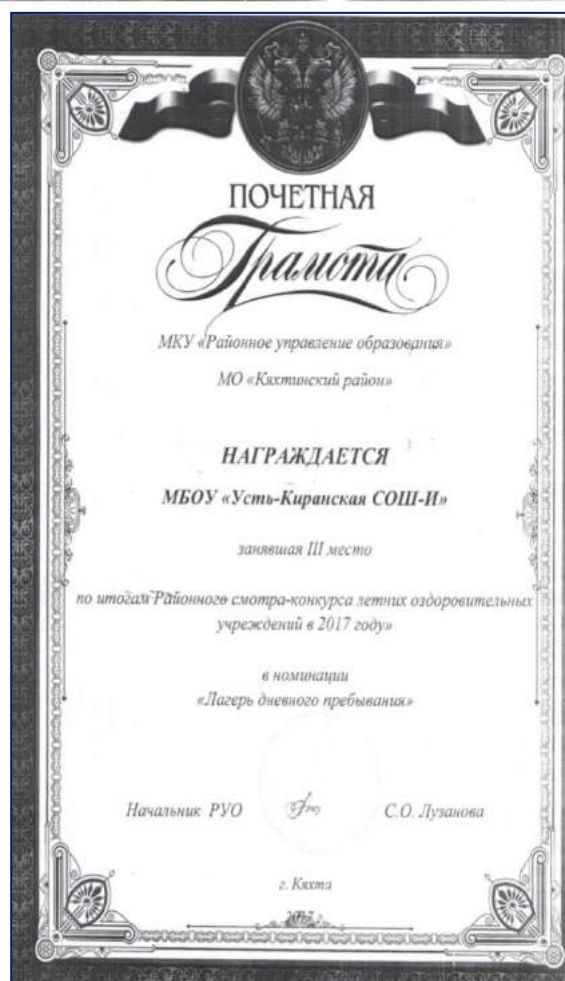 ПОЧЕТНАЯ
Грамота
МКУ «Районное управление образования»
МО «Кяхтинский район»
НАГРАЖДАЕТСЯ
МБОУ «Усть-Киранская СОШ-И»
занявшая III место
по итогам Районного смотра-конкурса летних оздоровительных
учреждений в 2017 году»
в номинации
«Лагерь дневного пребывания»
Начальник РУО С.О. Лузанова
г. Кяхта
2017 г.